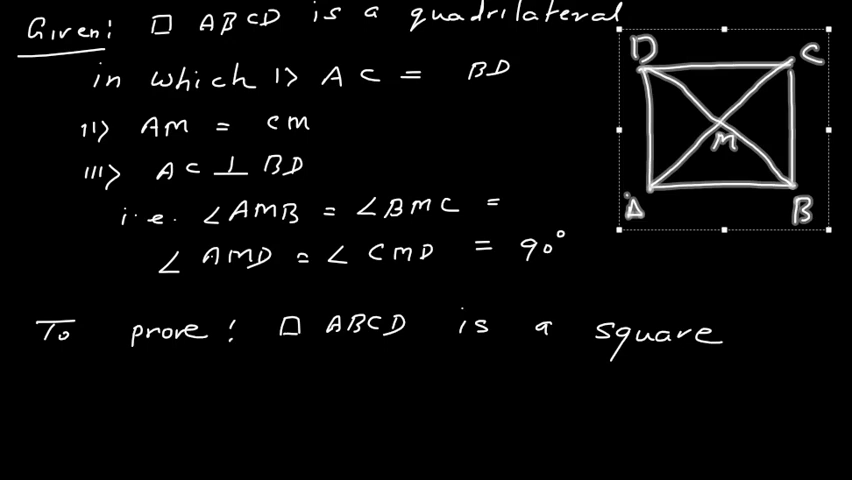 Given: □ ABCD is a quadrilateral
in which i> AC = BD
ii> AM = CM
iii> AC ⊥ BD
i.e. ∠AMB = ∠BMC =
∠ AMD = ∠ CMD = 90°
To prove: □ ABCD is a square
D C
M
A B